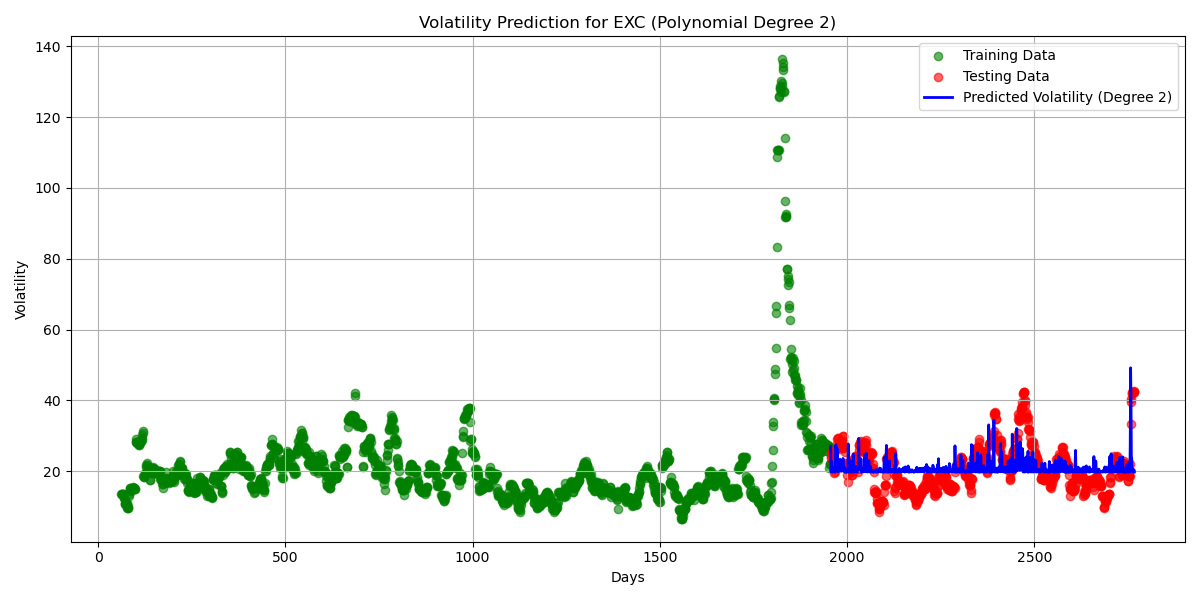 Volatility Prediction for EXC (Polynomial Degree 2)
Training Data
Testing Data
Predicted Volatility (Degree 2)
Volatility
140
120
100
80
60
40
20
0 500 1000 1500 2000 2500
Days